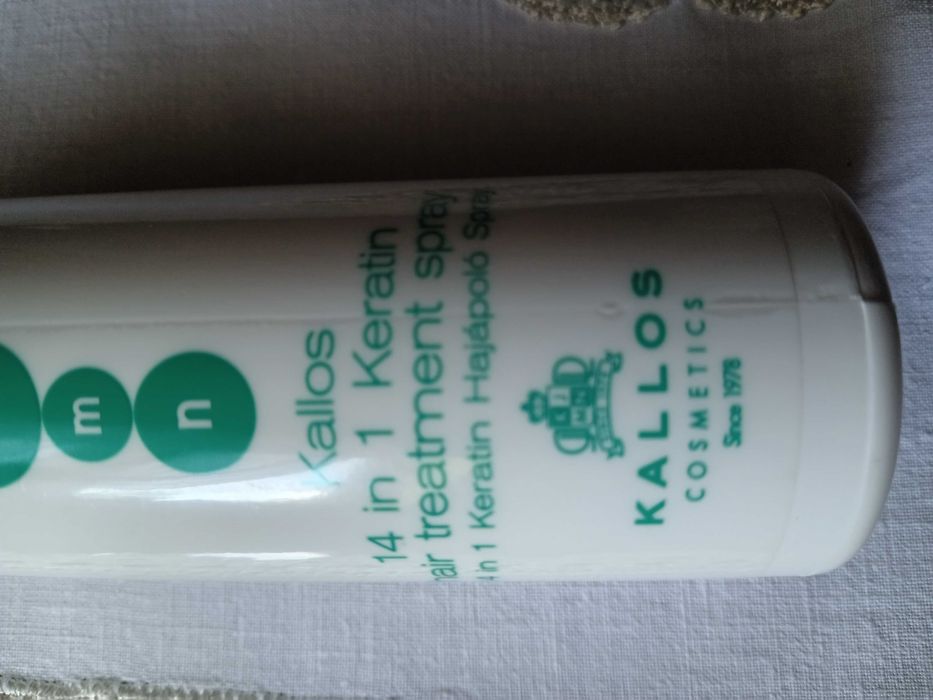 m
n
Kallos
14 in 1 Keratin
hair treatment spray
14 in 1 Keratin Hajápoló Spray
KALLOS
COSMETICS
Since 1978